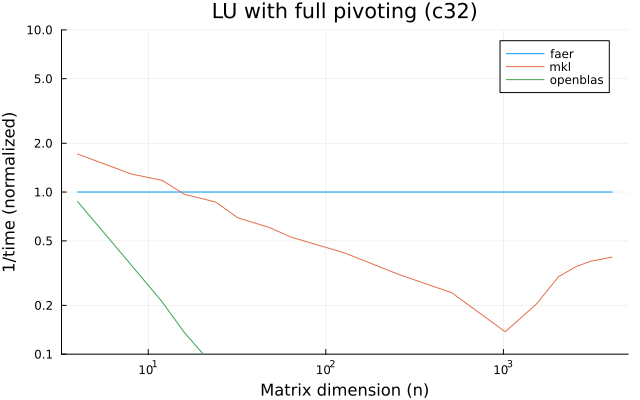 LU with full pivoting (c32)
10.0
5.0
2.0
1.0
0.5
0.2
0.1
1/time (normalized)
faer
mkl
openblas
10¹
10²
10³
Matrix dimension (n)